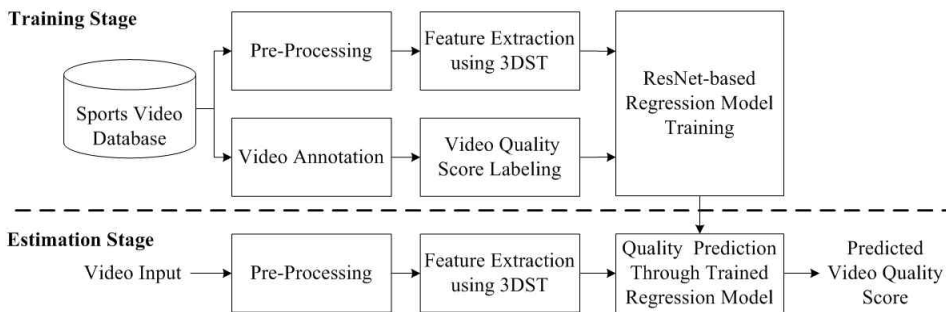 Training Stage
Sports Video
Database
Pre-Processing
Feature Extraction
using 3DST
Video Annotation
Video Quality
Score Labeling
ResNet-based
Regression Model
Training
Estimation Stage
Video Input
Pre-Processing
Feature Extraction
using 3DST
Quality Prediction
Through Trained
Regression Model
Predicted
Video Quality
Score